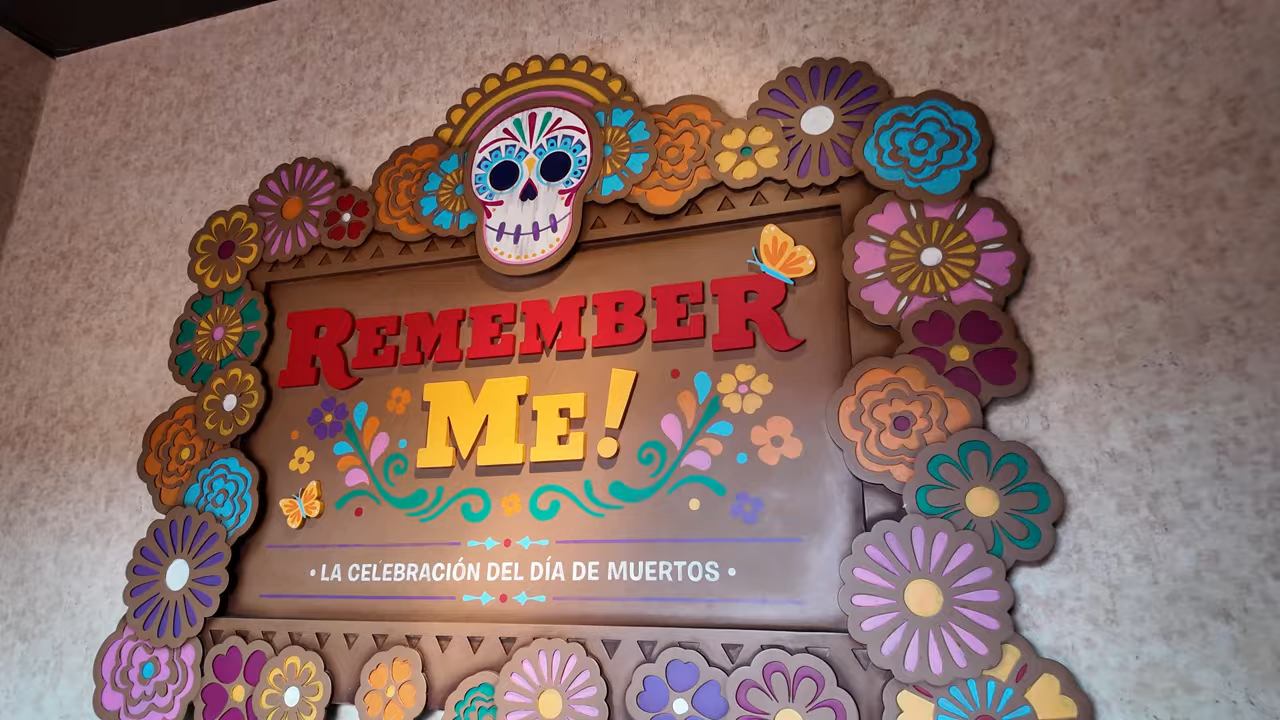 REMEMBER
ME!
• LA CELEBRACIÓN DEL DÍA DE MUERTOS •